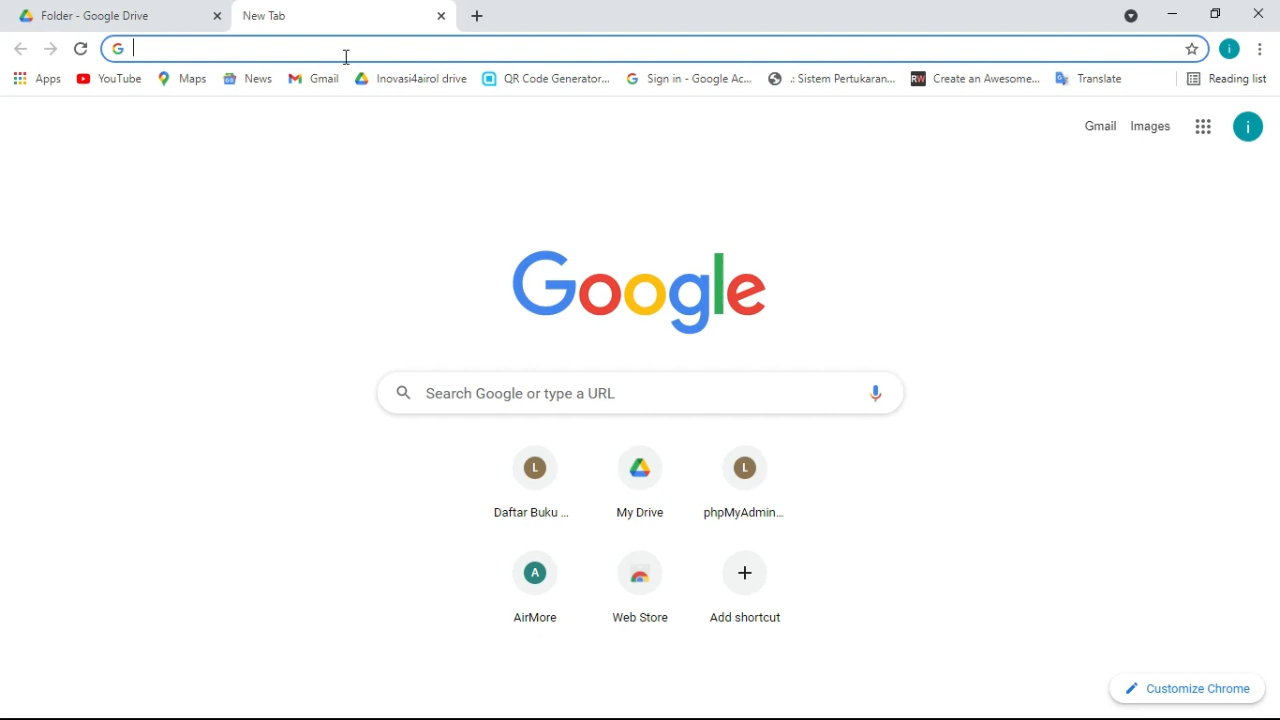 Folder - Google Drive
New Tab
Apps YouTube Maps News Gmail Inovasi4airol drive QR Code Generator... Sign in - Google Ac... .: Sistem Pertukaran... RW Create an Awesome... Translate Reading list
Gmail Images i
Google
Search Google or type a URL
L L
Daftar Buku ... My Drive phpMyAdmin...
A
AirMore Web Store Add shortcut
Customize Chrome